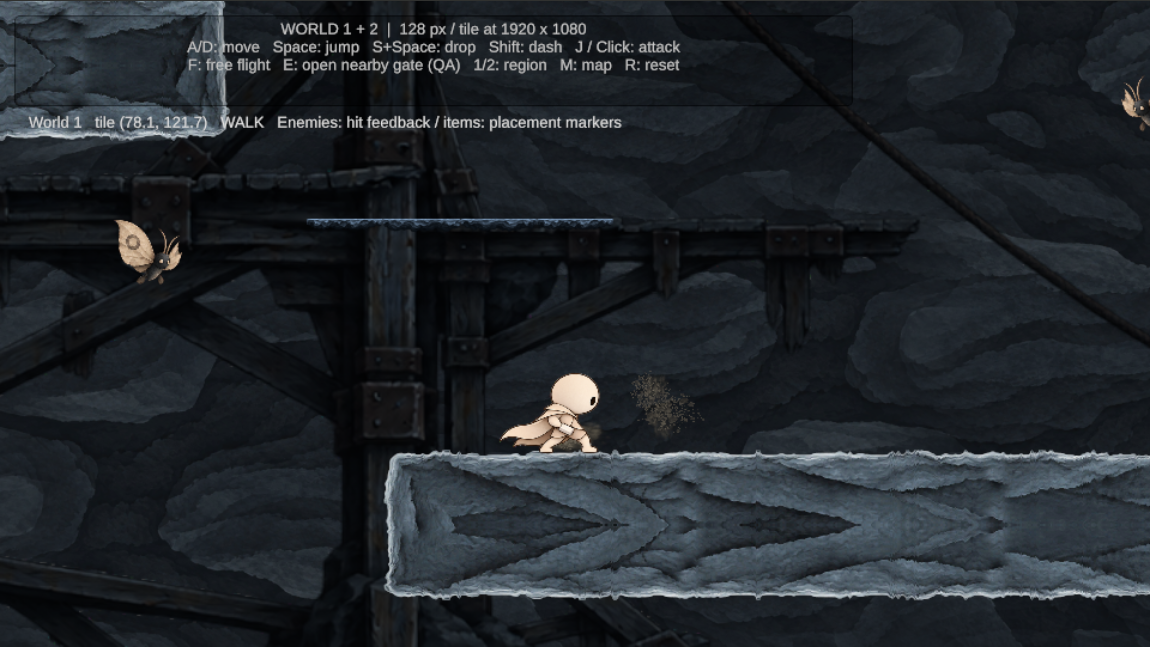 WORLD 1 + 2 | 128 px / tile at 1920 x 1080
A/D: move Space: jump S+Space: drop Shift: dash J / Click: attack
F: free flight E: open nearby gate (QA) 1/2: region M: map R: reset
World 1 tile (78.1, 121.7) WALK Enemies: hit feedback / items: placement markers